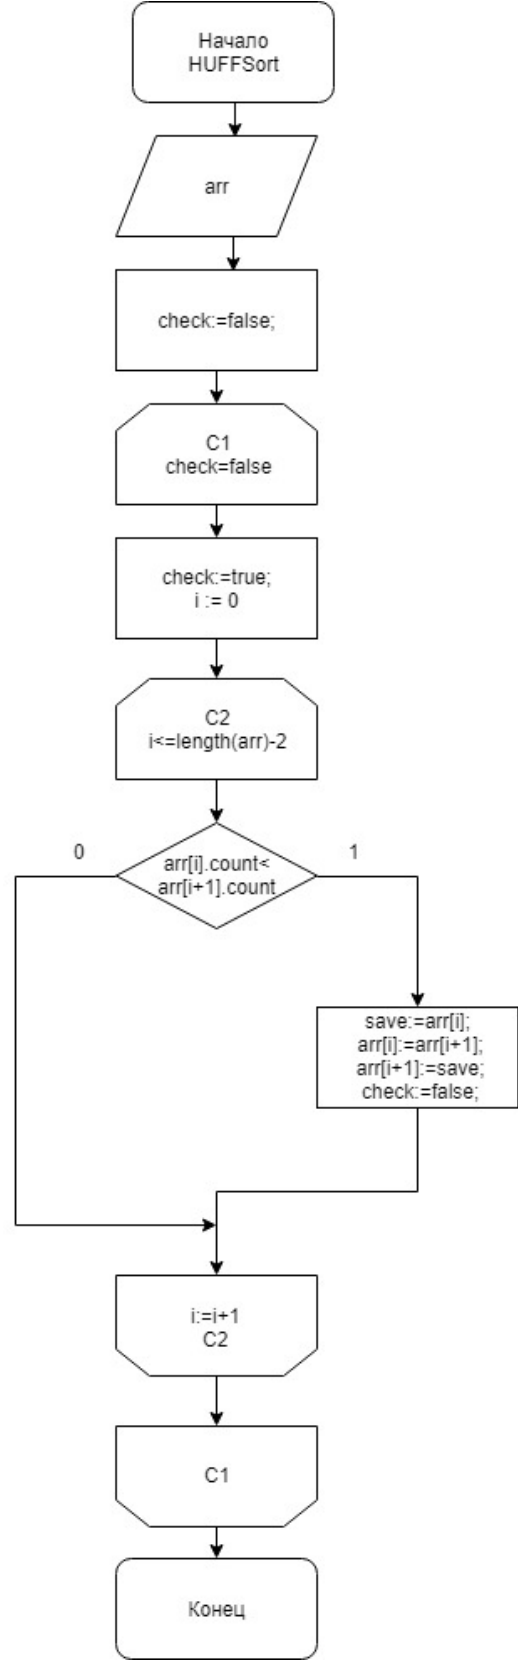 Начало
HUFFSort
arr
check:=false;
C1
check=false
check:=true;
i := 0
C2
i<=length(arr)-2
0
1
arr[i].count<
arr[i+1].count
save:=arr[i];
arr[i]:=arr[i+1];
arr[i+1]:=save;
check:=false;
i:=i+1
C2
C1
Конец